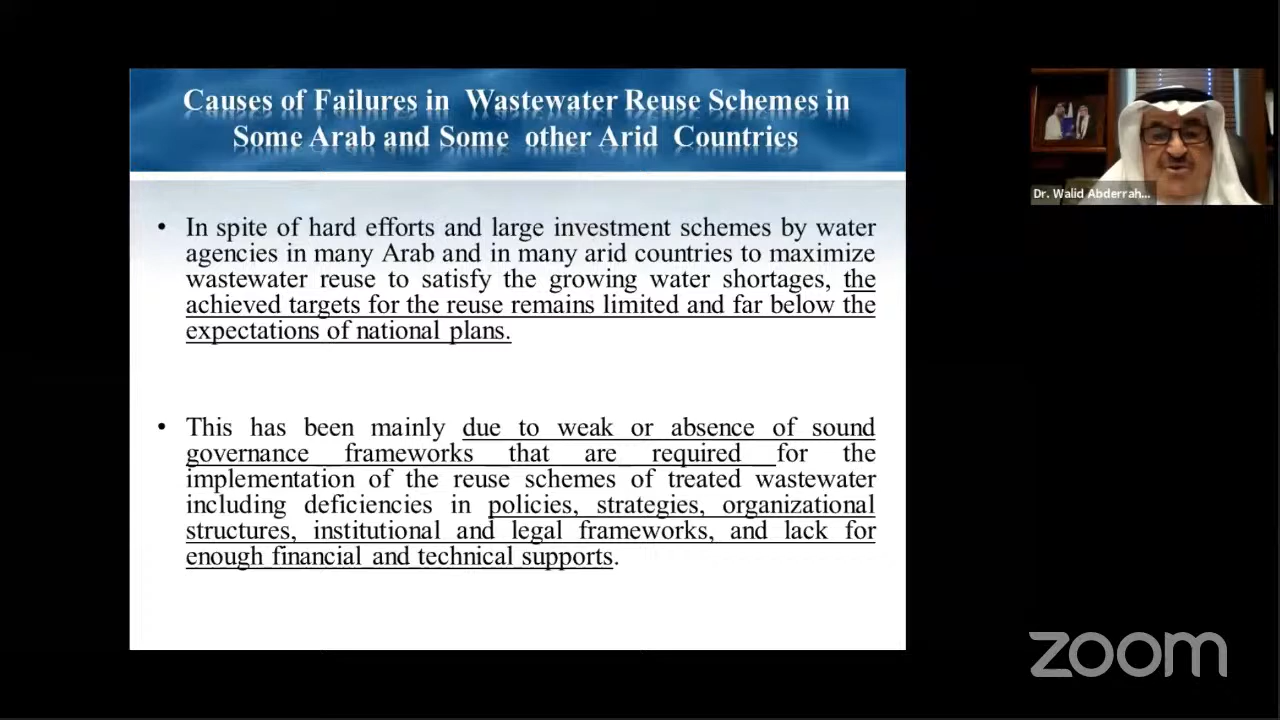 Causes of Failures in Wastewater Reuse Schemes in
Some Arab and Some other Arid Countries
• In spite of hard efforts and large investment schemes by water
agencies in many Arab and in many arid countries to maximize
wastewater reuse to satisfy the growing water shortages, the
achieved targets for the reuse remains limited and far below the
expectations of national plans.
• This has been mainly due to weak or absence of sound
governance frameworks that are required for the
implementation of the reuse schemes of treated wastewater
including deficiencies in policies, strategies, organizational
structures, institutional and legal frameworks, and lack for
enough financial and technical supports.
Dr. Walid Abderrah...
zoom